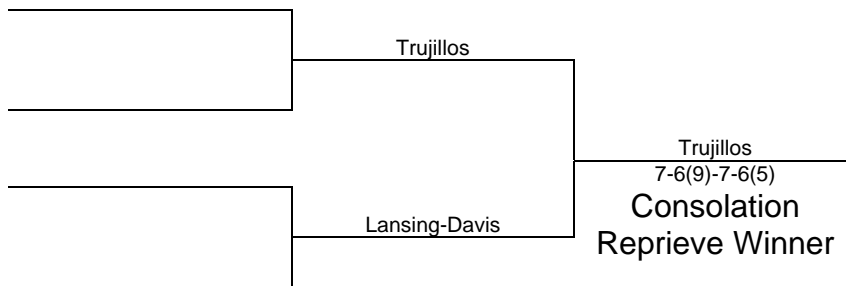 Trujillos
Trujillos
7-6(9)-7-6(5)
Consolation
Reprieve Winner
Lansing-Davis